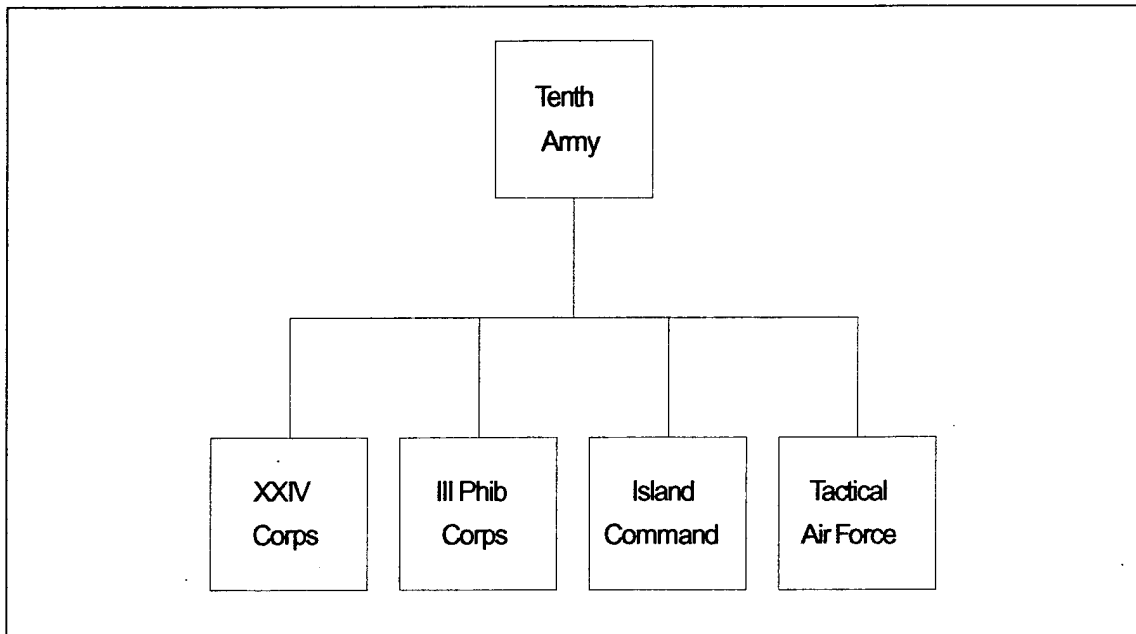 Tenth
Army
XXIV
Corps
III Phib
Corps
Island
Command
Tactical
Air Force